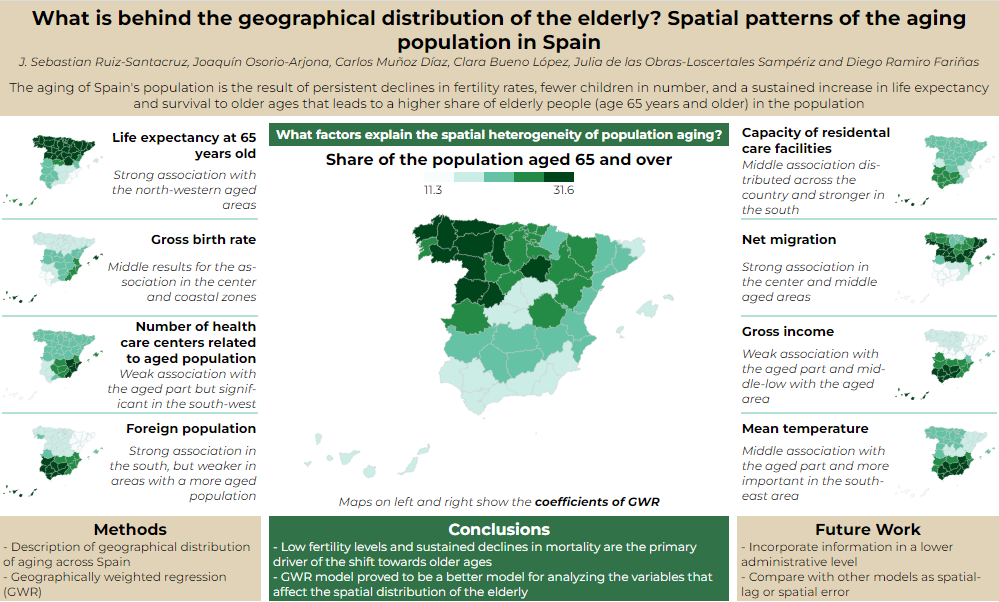 What is behind the geographical distribution of the elderly? Spatial patterns of the aging
population in Spain
J. Sebastian Ruiz-Santacruz, Joaquín Osorio-Arjona, Carlos Muñoz Díaz, Clara Bueno López, Julia de las Obras-Loscertales Sampériz and Diego Ramiro Fariñas
The aging of Spain's population is the result of persistent declines in fertility rates, fewer children in number, and a sustained increase in life expectancy
and survival to older ages that leads to a higher share of elderly people (age 65 years and older) in the population
Life expectancy at 65
years old
Strong association with
the north-western aged
areas
Gross birth rate
Middle results for the as-
sociation in the center
and coastal zones
Number of health
care centers related
to aged population
Weak association with
the aged part but signif-
icant in the south-west
Foreign population
Strong association in
the south, but weaker in
areas with a more aged
population
What factors explain the spatial heterogeneity of population aging?
Share of the population aged 65 and over
11.3 31.6
Maps on left and right show the coefficients of GWR
Capacity of residental
care facilities
Middle association dis-
tributed across the
country and stronger in
the south
Net migration
Strong association in
the center and middle
aged areas
Gross income
Weak association with
the aged part and mid-
dle-low with the aged
area
Mean temperature
Middle association with
the aged part and more
important in the south-
east area
Methods
- Description of geographical distribution
of aging across Spain
- Geographically weighted regression
(GWR)
Conclusions
- Low fertility levels and sustained declines in mortality are the primary
driver of the shift towards older ages
- GWR model proved to be a better model for analyzing the variables that
affect the spatial distribution of the elderly
Future Work
- Incorporate information in a lower
administrative level
- Compare with other models as spatial-
lag or spatial error